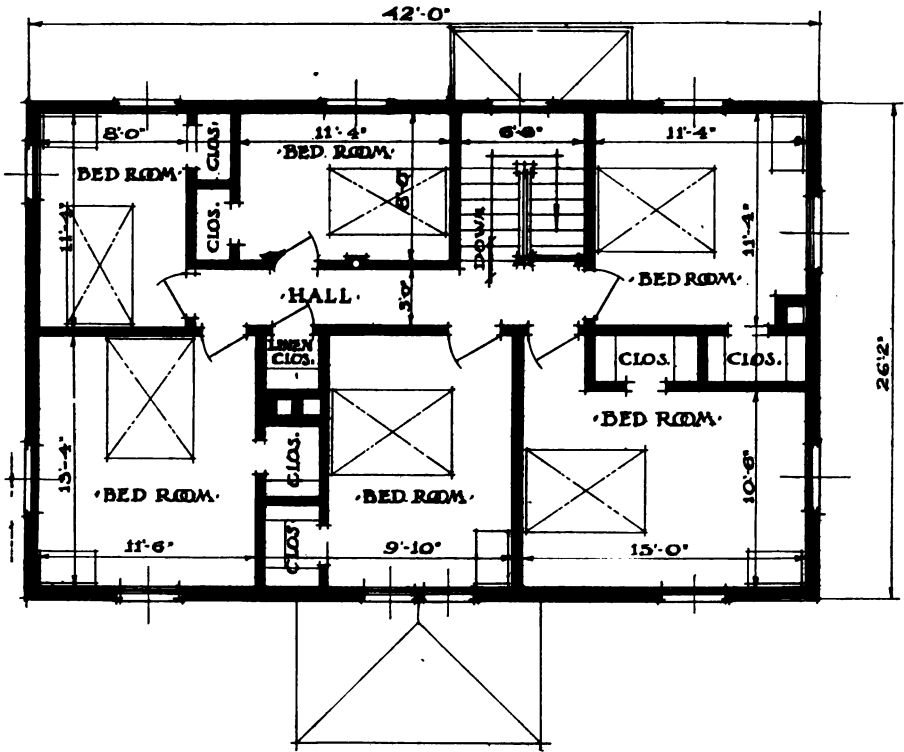 42'-0"
8'-0"
CLOS.
11'-4"
6'-6"
11'-4"
BED ROOM
BED ROOM
8'-0"
11'-4"
CLOS.
DOWN
11'-4"
BED ROOM
HALL
3'-0"
LINEN
CLOS.
CLOS.
CLOS.
26'2"
BED ROOM
13'-4"
CLOS.
10'-6"
BED ROOM
BED ROOM
11'-6"
CLOS.
9'-10"
15'-0"